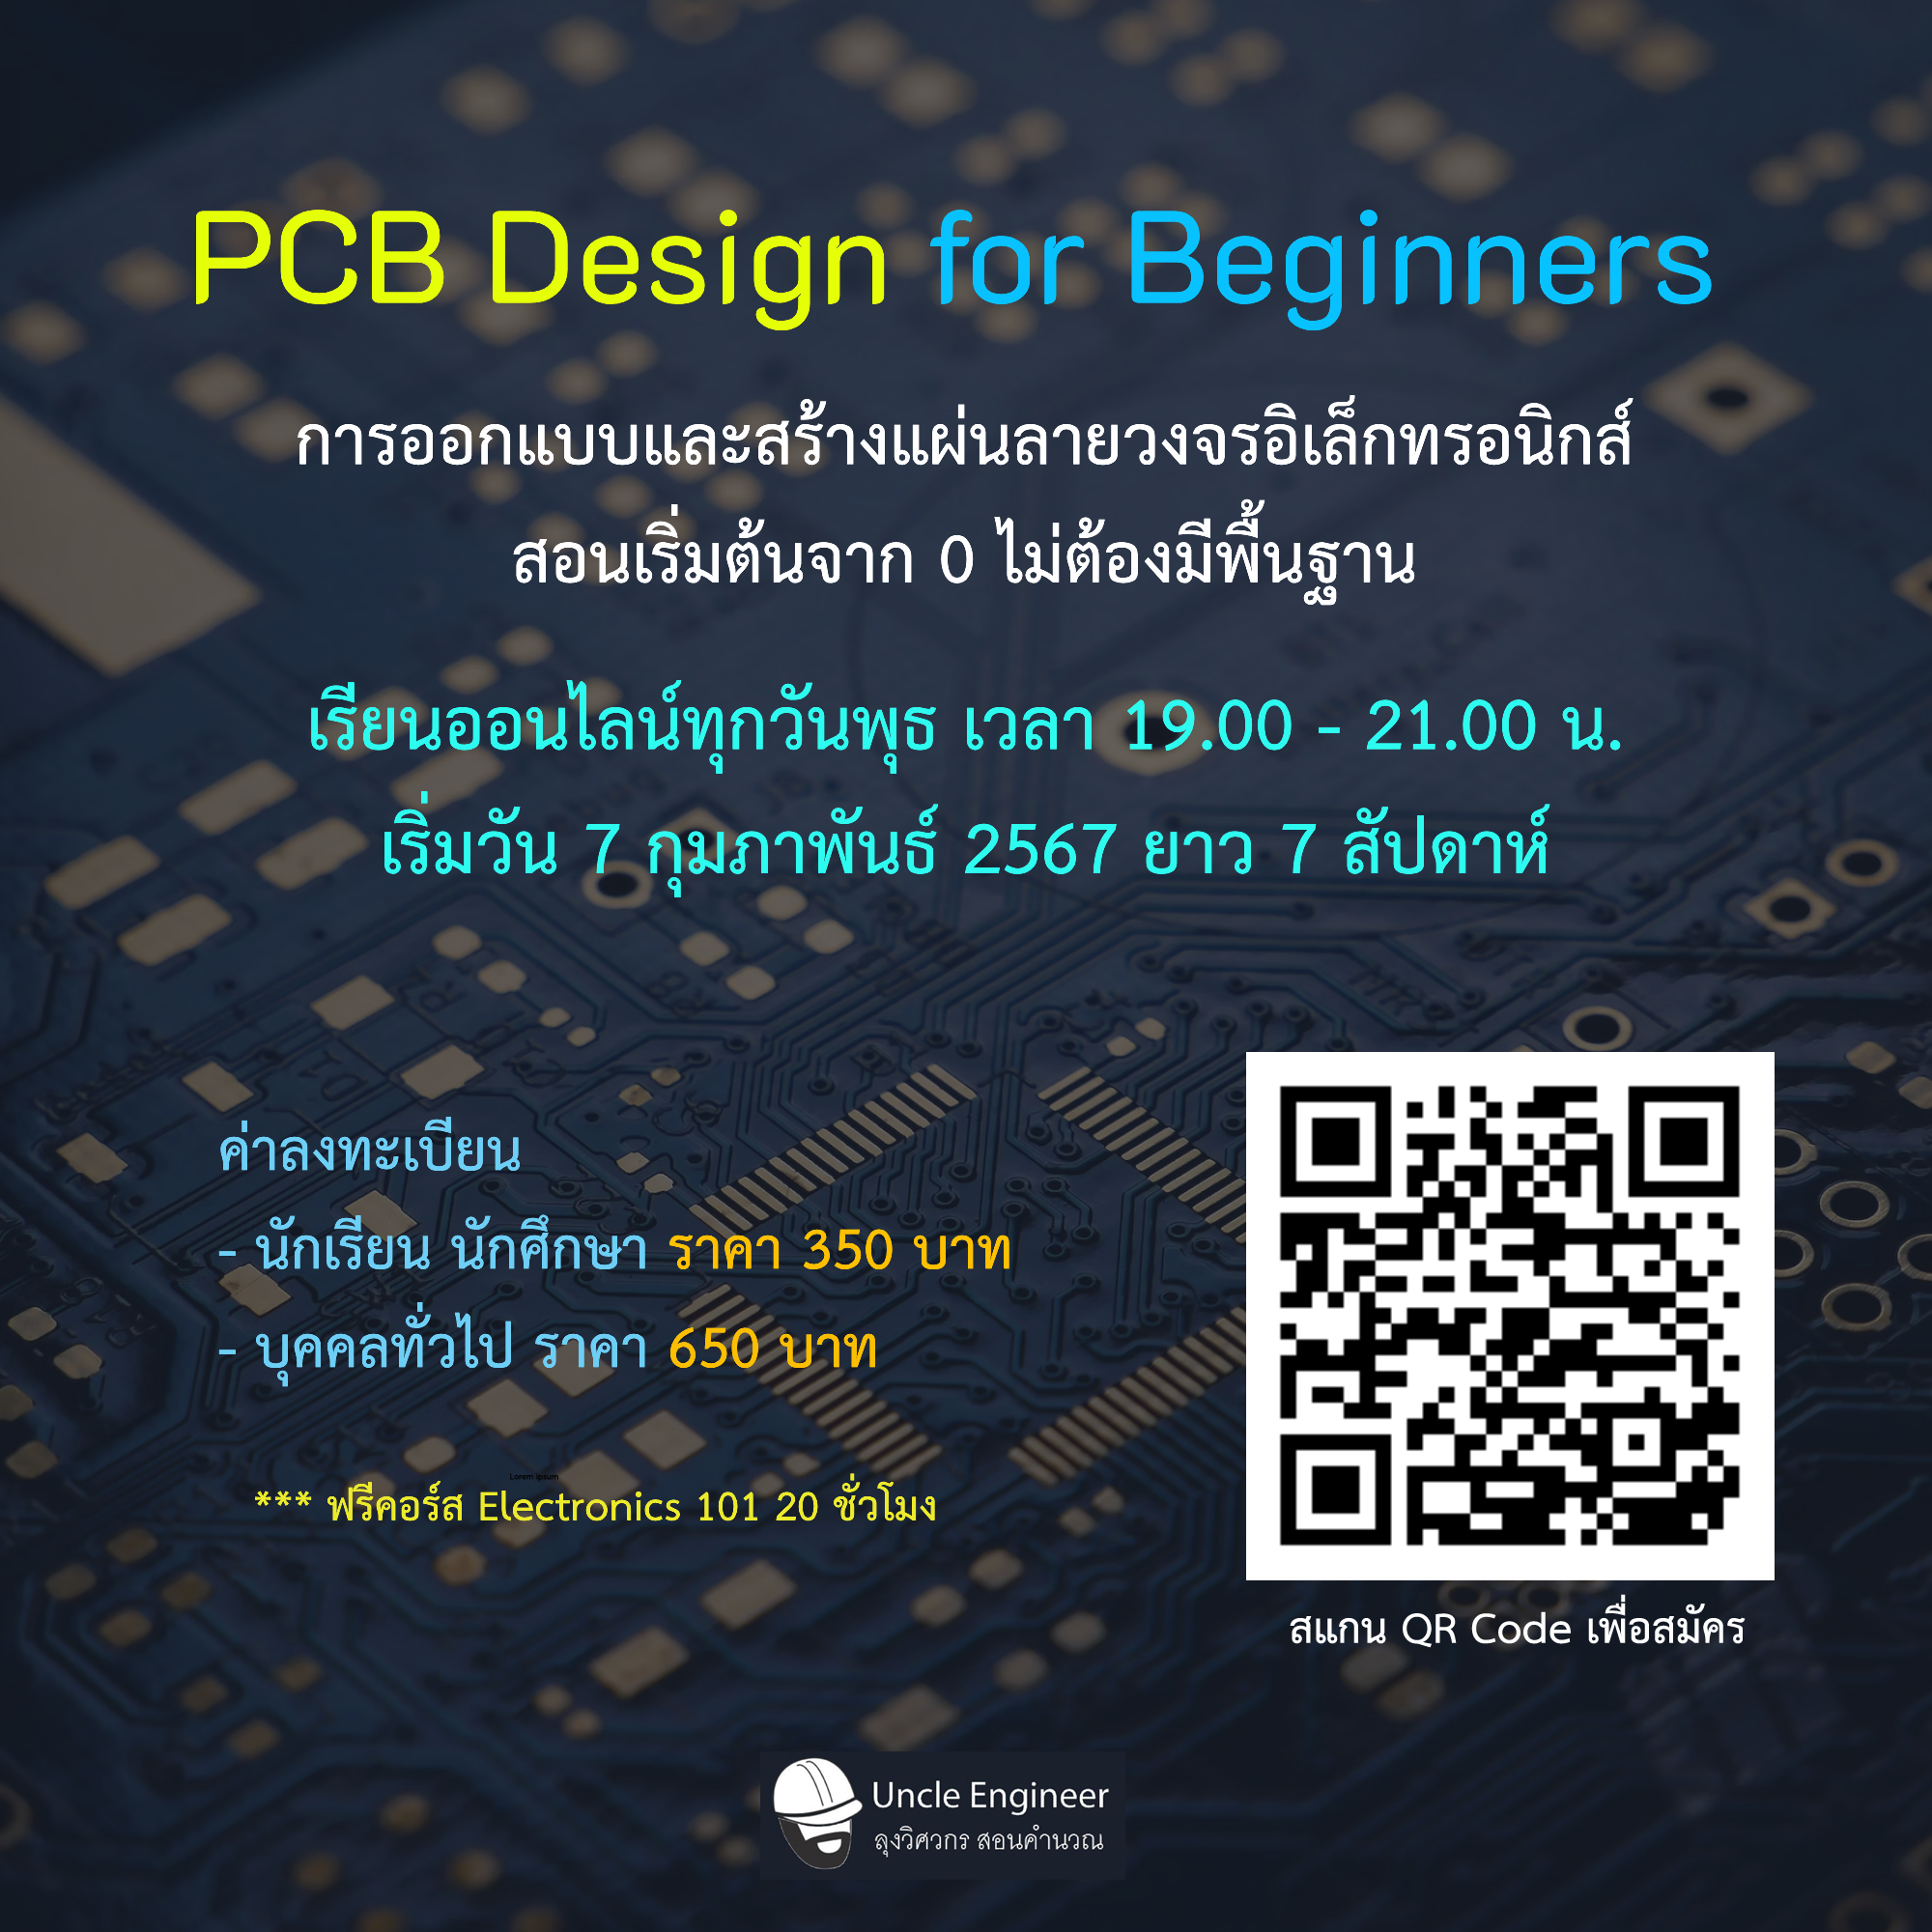 PCB Design for Beginners
การออกแบบและสร้างแผ่นลายวงจรอิเล็กทรอนิกส์
สอนเริ่มต้นจาก 0 ไม่ต้องมีพื้นฐาน
เรียนออนไลน์ทุกวันพุธ เวลา 19.00 - 21.00 น.
เริ่มวัน 7 กุมภาพันธ์ 2567 ยาว 7 สัปดาห์
ค่าลงทะเบียน
- นักเรียน นักศึกษา ราคา 350 บาท
- บุคคลทั่วไป ราคา 650 บาท
Lorem ipsum
*** ฟรีคอร์ส Electronics 101 20 ชั่วโมง
สแกน QR Code เพื่อสมัคร
Uncle Engineer
ลุงวิศวกร สอนคำนวณ